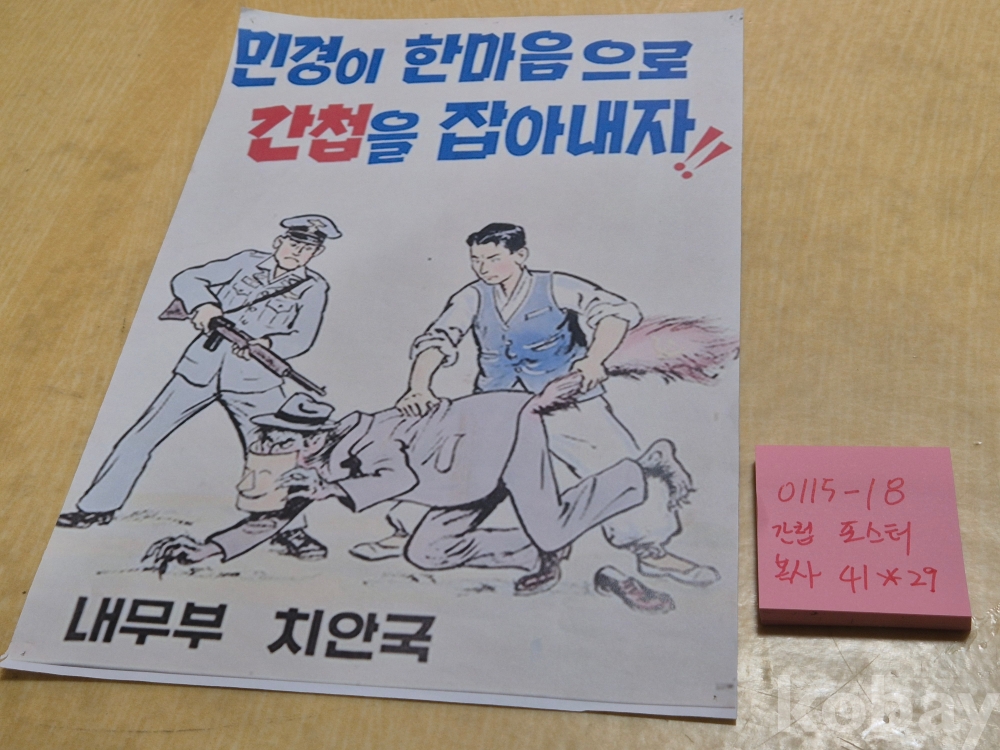 민경이 한마음으로
간첩을 잡아내자!!
내무부 치안국
0115-18
간첩 포스터
복사 41*29
kobay